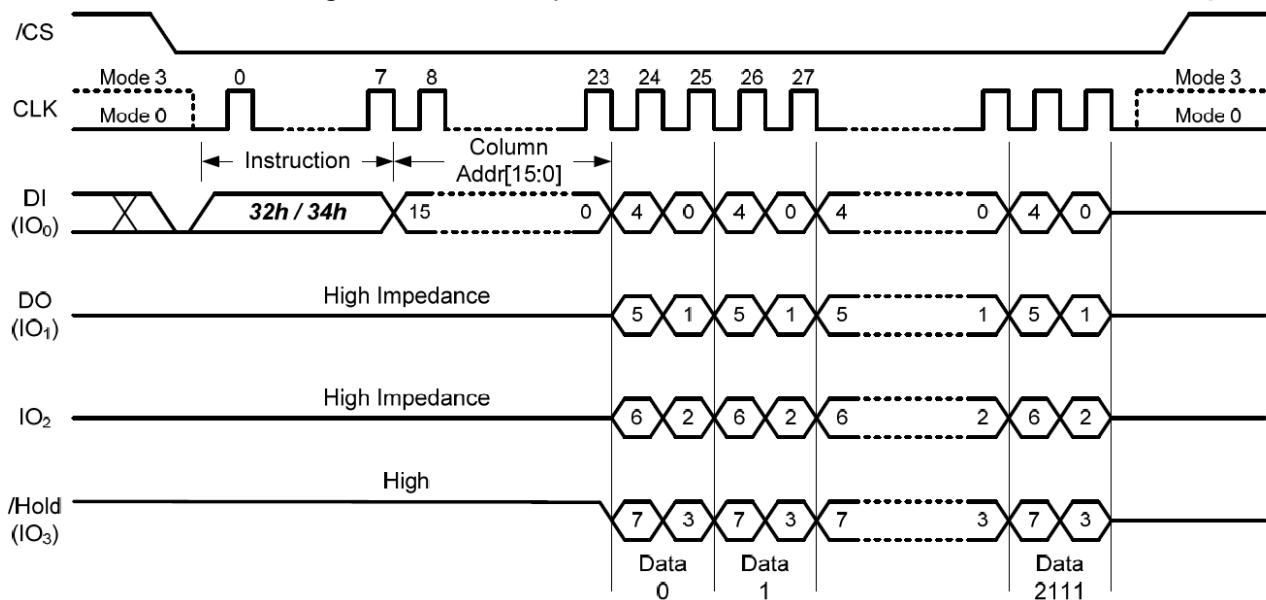 /CS
Mode 3 0 7 8 23 24 25 26 27 Mode 3
CLK
Mode 0 Mode 0
Instruction
Column
Addr[15:0]
DI
(IO₀)
32h / 34h 15 0 4 0 4 0 4 0 4 0
High Impedance
DO
(IO₁)
5 1 5 1 5 1 5 1
High Impedance
IO₂ 6 2 6 2 6 2 6 2
High
/Hold
(IO₃)
7 3 7 3 7 3 7 3
Data
0
Data
1
Data
2111